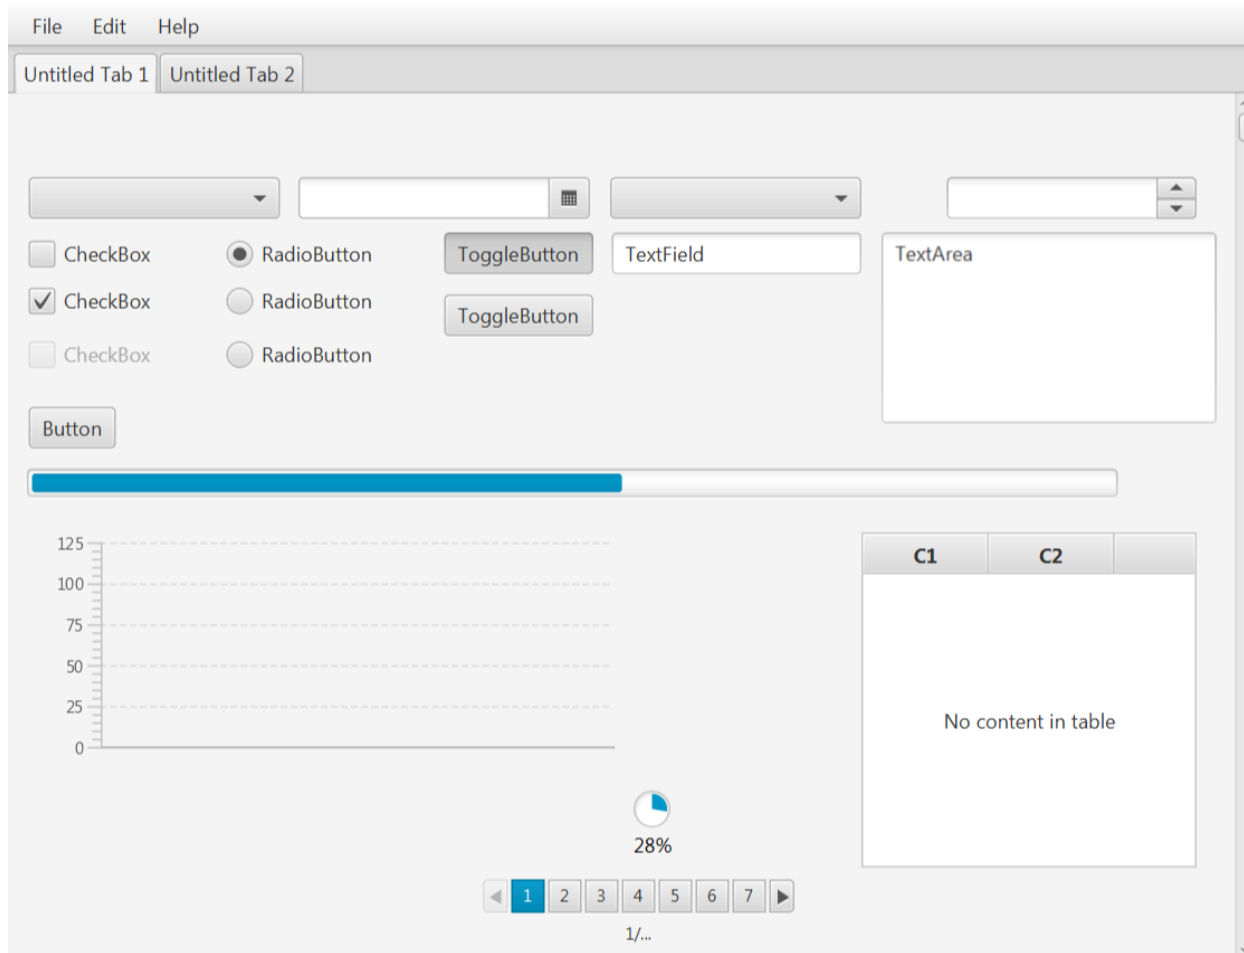 File Edit Help
Untitled Tab 1 Untitled Tab 2
CheckBox RadioButton ToggleButton TextField TextArea
CheckBox RadioButton ToggleButton
CheckBox RadioButton
Button
125
100
75
50
25
0
C1 C2
No content in table
28%
1 2 3 4 5 6 7
1/...